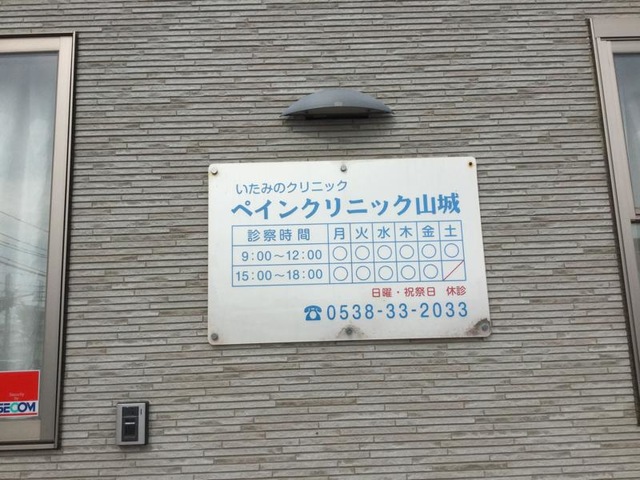 いたみのクリニック
ペインクリニック山城
診察時間 月 火 水 木 金 土
9:00～12:00 ○ ○ ○ ○ ○ ○
15:00～18:00 ○ ○ ○ ○ ○ ／
日曜・祝祭日 休診
☎0538-33-2033
SECOM